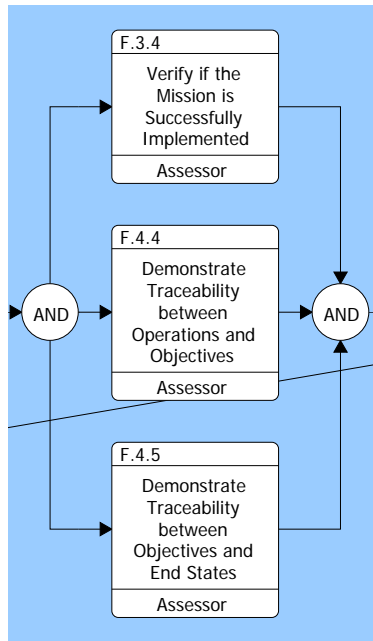 F.3.4
Verify if the
Mission is
Successfully
Implemented
Assessor
AND
F.4.4
Demonstrate
Traceability
between
Operations and
Objectives
Assessor
AND
F.4.5
Demonstrate
Traceability
between
Objectives and
End States
Assessor